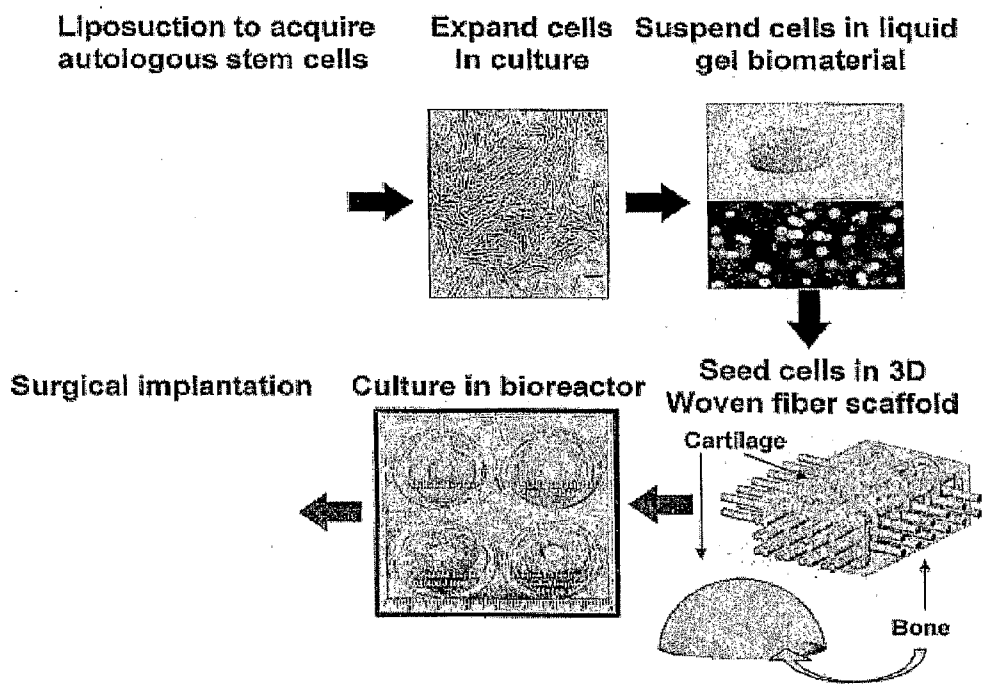 Liposuction to acquire
autologous stem cells
Expand cells
in culture
Suspend cells in liquid
gel biomaterial
Seed cells in 3D
Woven fiber scaffold
Cartilage
Bone
Culture in bioreactor
Surgical implantation